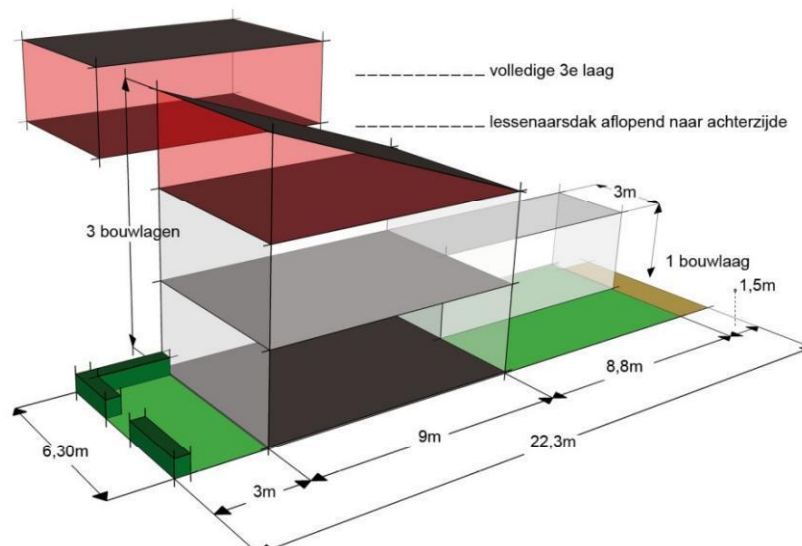 volledige 3e laag
lessenaarsdak aflopend naar achterzijde
3m
3 bouwlagen
1 bouwlaag
1,5m
8,8m
9m
22,3m
6,30m
3m